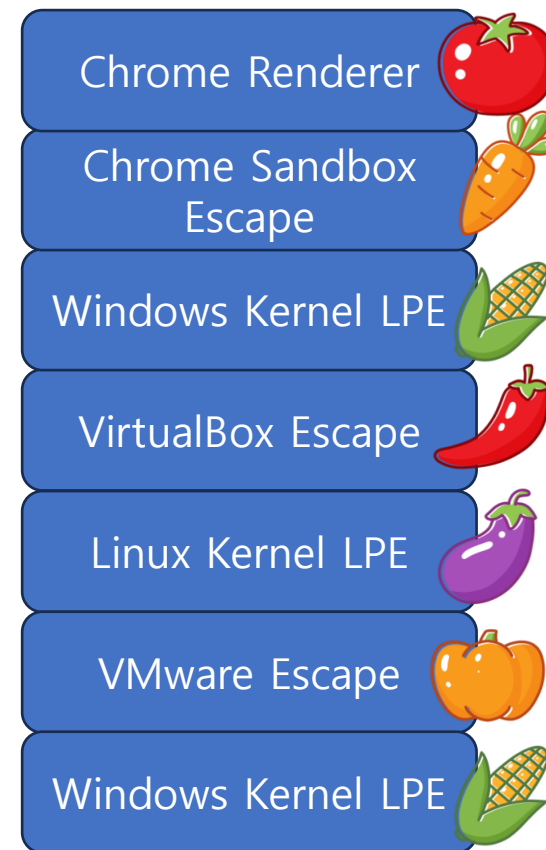 Chrome Renderer
Chrome Sandbox
Escape
Windows Kernel LPE
VirtualBox Escape
Linux Kernel LPE
VMware Escape
Windows Kernel LPE